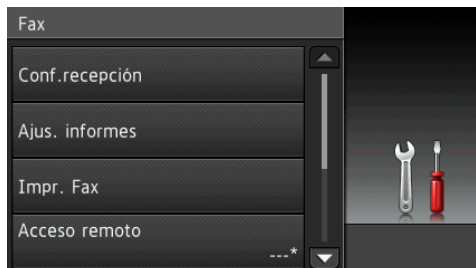 Fax
Conf.recepción
Ajus. informes
Impr. Fax
Acceso remoto
---*